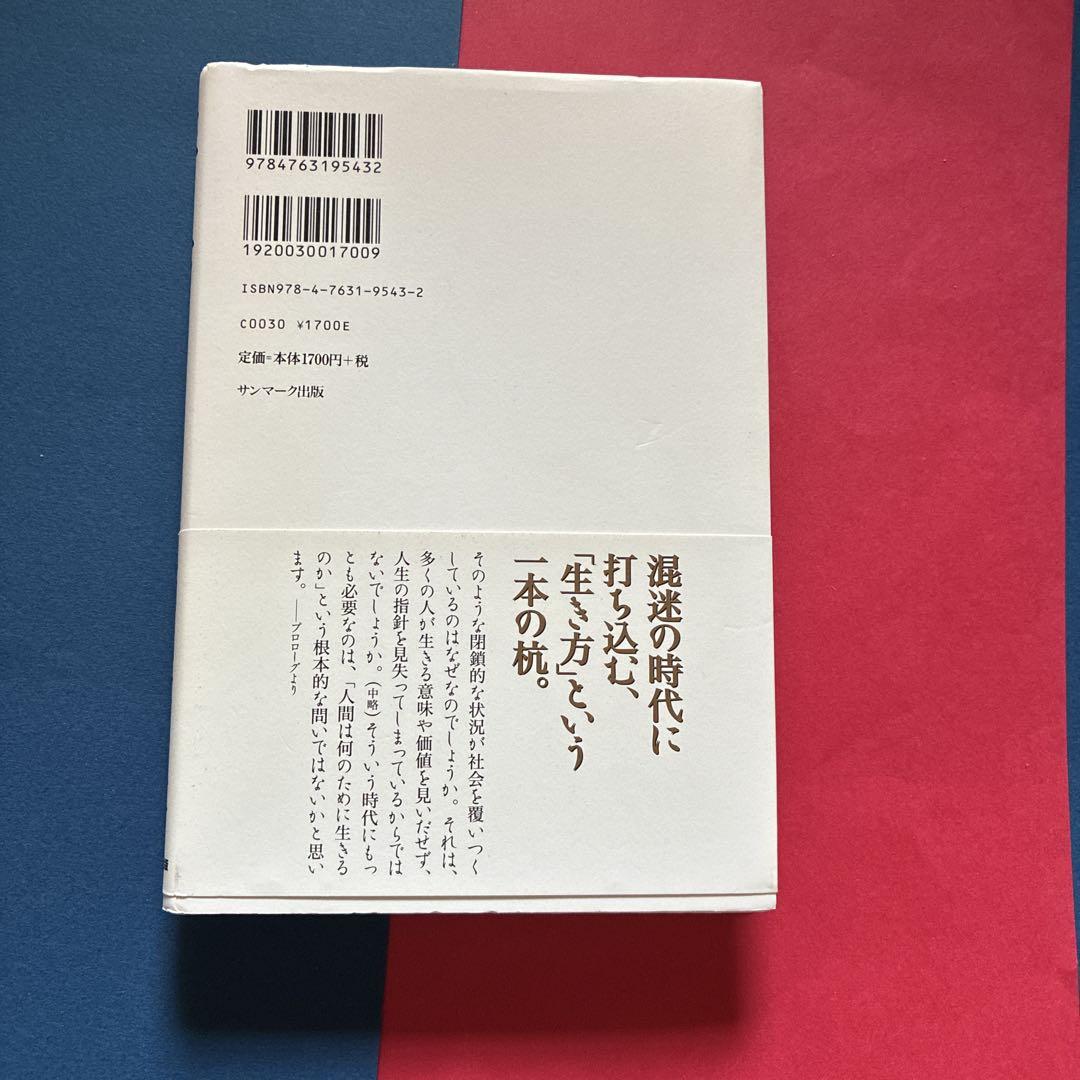 9784763195432
1920030017009
ISBN978-4-7631-9543-2
C0030 ¥1700E
定価=本体1700円+税
サンマーク出版
混迷の時代に
打ち込む、
「生き方」という
一本の杭。
そのような閉鎖的な状況が社会を覆いつく
しているのはなぜなのでしょうか。それは、
多くの人が生きる意味や価値を見いだせず、
人生の指針を見失ってしまっているからでは
ないでしょうか。(中略)そういう時代にもっ
とも必要なのは、「人間は何のために生きる
のか」という根本的な問いではないかと思い
ます。――プロローグより